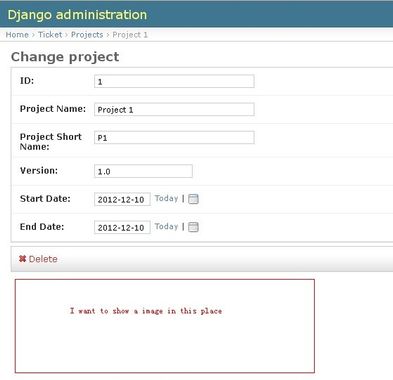 Django administration
Home › Ticket › Projects › Project 1
Change project
ID: 1
Project Name: Project 1
Project Short Name: P1
Version: 1.0
Start Date: 2012-12-10 Today |
End Date: 2012-12-10 Today |
Delete
I want to show a image in this place